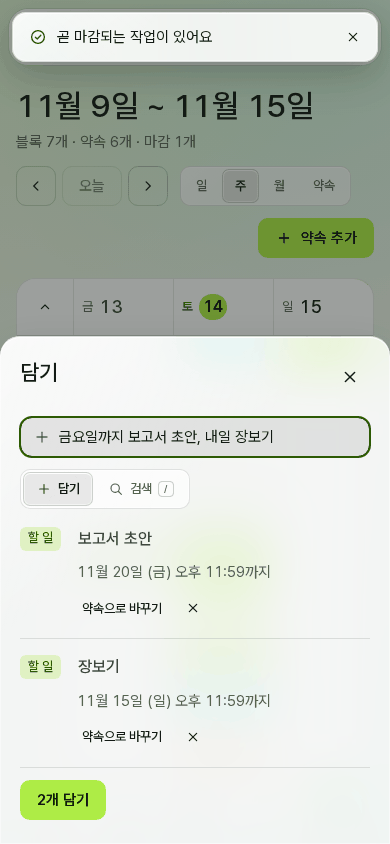 곧 마감되는 작업이 있어요
11월 9일 ~ 11월 15일
블록 7개 · 약속 6개 · 마감 1개
오늘
일 주 월 약속
약속 추가
금 13 토 14 일 15
담기
금요일까지 보고서 초안, 내일 장보기
담기 검색 /
할 일 보고서 초안
11월 20일 (금) 오후 11:59까지
약속으로 바꾸기
할 일 장보기
11월 15일 (일) 오후 11:59까지
약속으로 바꾸기
2개 담기